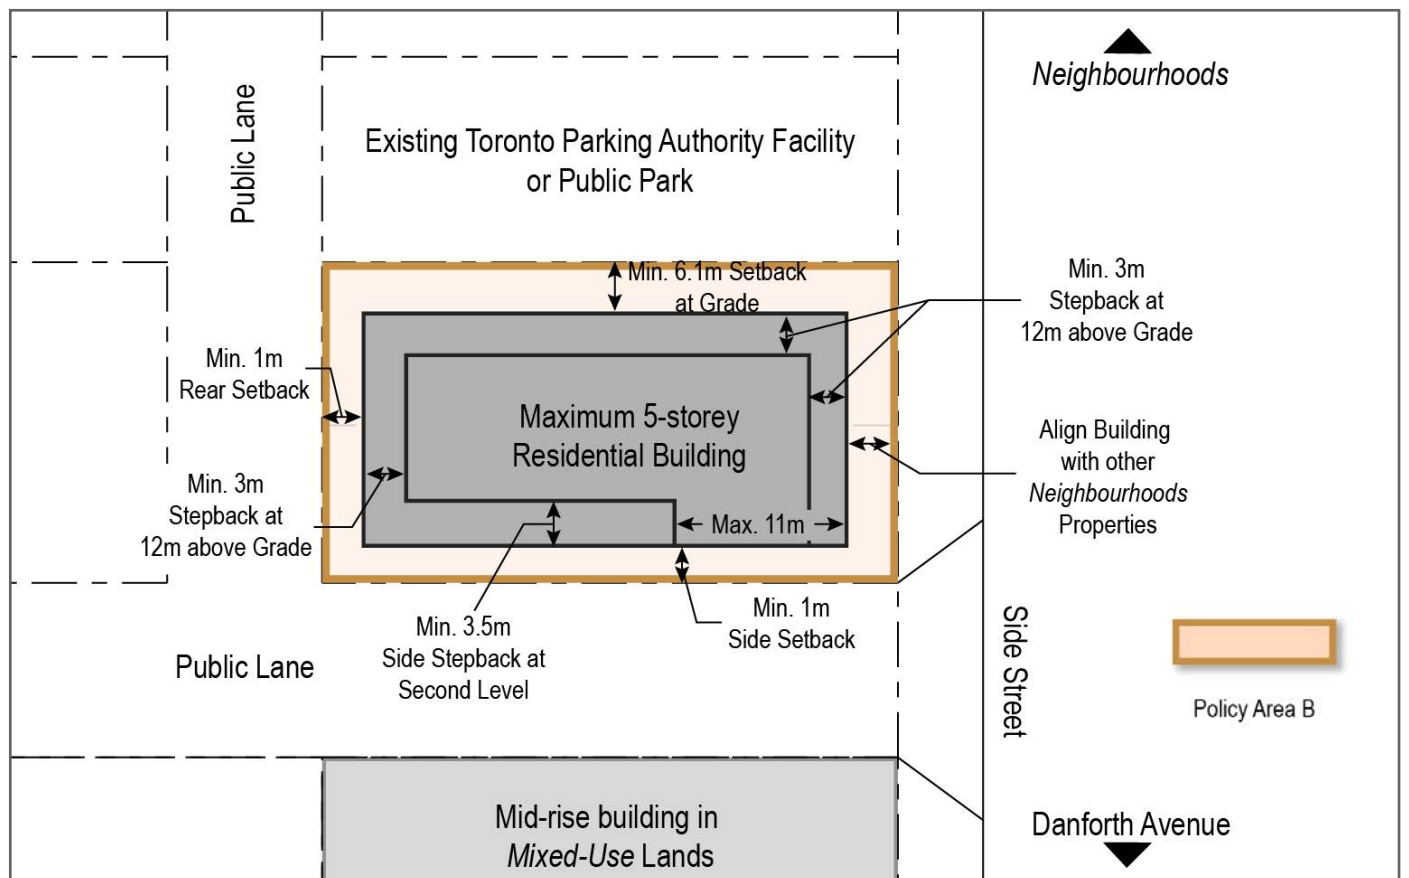 Neighbourhoods
Public Lane
Existing Toronto Parking Authority Facility
or Public Park
Min. 6.1m Setback
at Grade
Min. 3m
Stepback at
12m above Grade
Min. 1m
Rear Setback
Maximum 5-storey
Residential Building
Align Building
with other
Neighbourhoods
Properties
Min. 3m
Stepback at
12m above Grade
Max. 11m
Min. 1m
Side Setback
Min. 3.5m
Side Stepback at
Second Level
Public Lane
Side Street
Policy Area B
Mid-rise building in
Mixed-Use Lands
Danforth Avenue